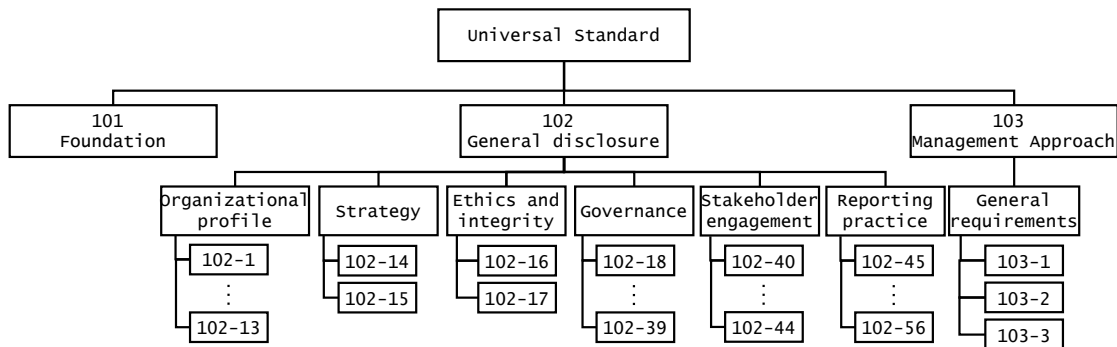 Universal Standard
101
Foundation
102
General disclosure
103
Management Approach
Organizational
profile
Strategy
Ethics and
integrity
Governance
Stakeholder
engagement
Reporting
practice
General
requirements
102-1
⋮
102-13
102-14
102-15
102-16
102-17
102-18
⋮
102-39
102-40
⋮
102-44
102-45
⋮
102-56
103-1
103-2
103-3